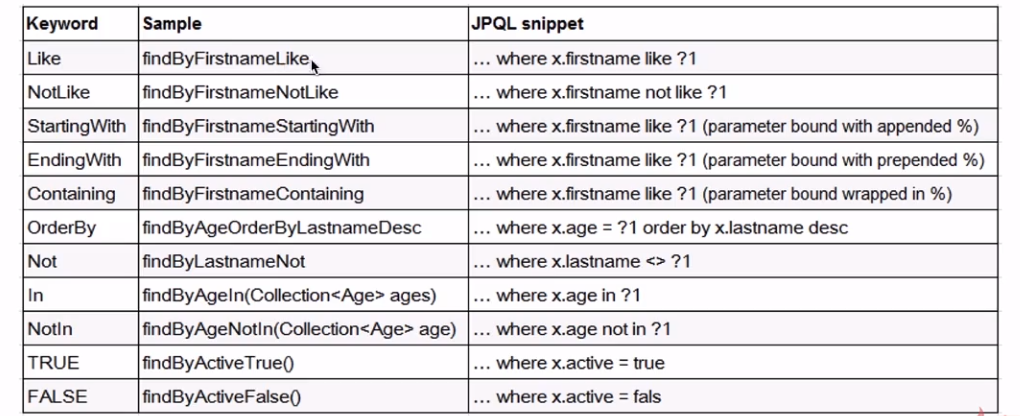 Keyword Sample JPQL snippet
Like findByFirstnameLike … where x.firstname like ?1
NotLike findByFirstnameNotLike … where x.firstname not like ?1
StartingWith findByFirstnameStartingWith … where x.firstname like ?1 (parameter bound with appended %)
EndingWith findByFirstnameEndingWith … where x.firstname like ?1 (parameter bound with prepended %)
Containing findByFirstnameContaining … where x.firstname like ?1 (parameter bound wrapped in %)
OrderBy findByAgeOrderByLastnameDesc … where x.age = ?1 order by x.lastname desc
Not findByLastnameNot … where x.lastname <> ?1
In findByAgeIn(Collection<Age> ages) … where x.age in ?1
NotIn findByAgeNotIn(Collection<Age> age) … where x.age not in ?1
TRUE findByActiveTrue() … where x.active = true
FALSE findByActiveFalse() … where x.active = fals